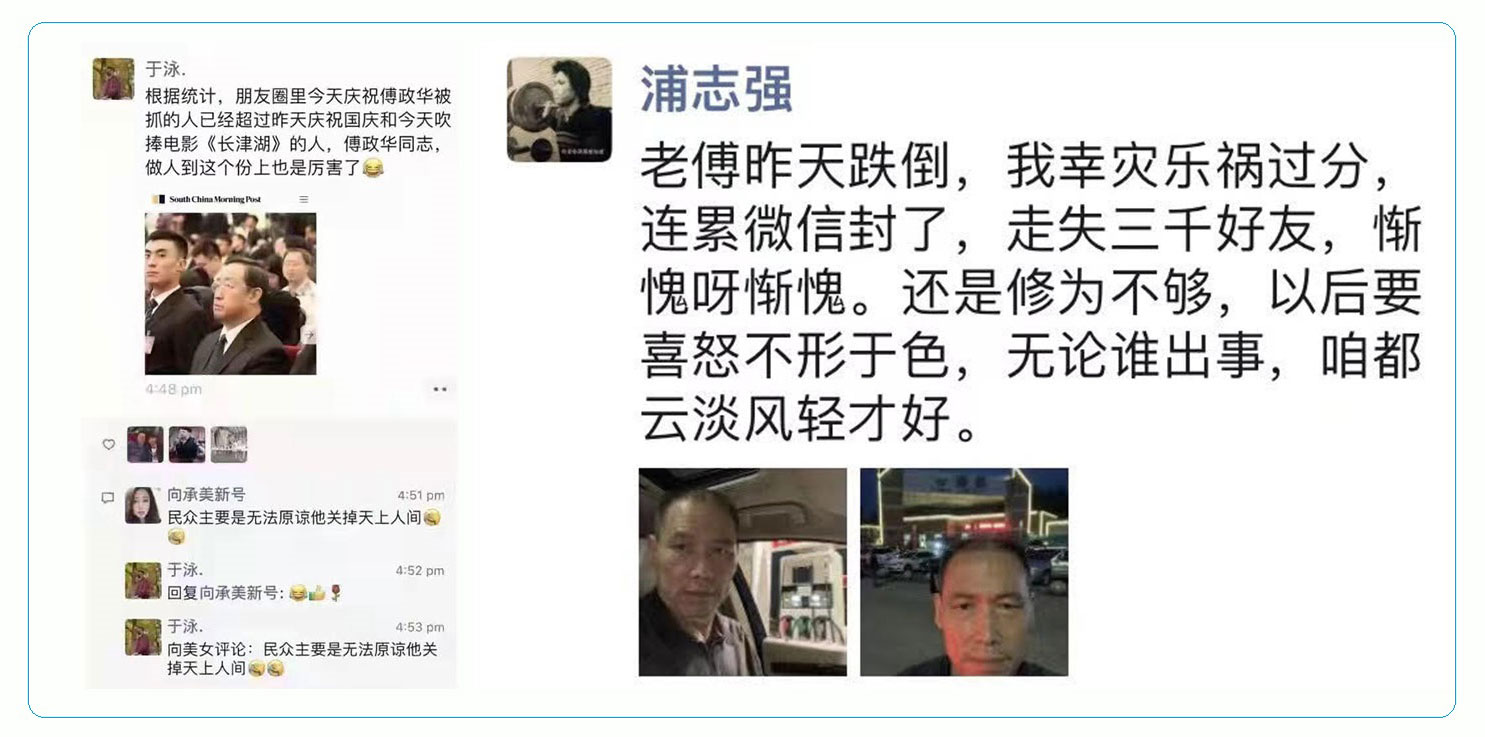 于泳.
根据统计，朋友圈里今天庆祝傅政华被
抓的人已经超过昨天庆祝国庆和今天吹
捧电影《长津湖》的人，傅政华同志，
做人到这个份上也是厉害了😂
South China Morning Post
4:48 pm
向承美新号
4:51 pm
民众主要是无法原谅他关掉天上人间
于泳.
4:52 pm
回复向承美新号: 😂👍🌹
于泳.
4:53 pm
向美女评论：民众主要是无法原谅他关
掉天上人间
浦志强
老傅昨天跌倒，我幸灾乐祸过分，
连累微信封了，走失三千好友，惭
愧呀惭愧。还是修为不够，以后要
喜怒不形于色，无论谁出事，咱都
云淡风轻才好。